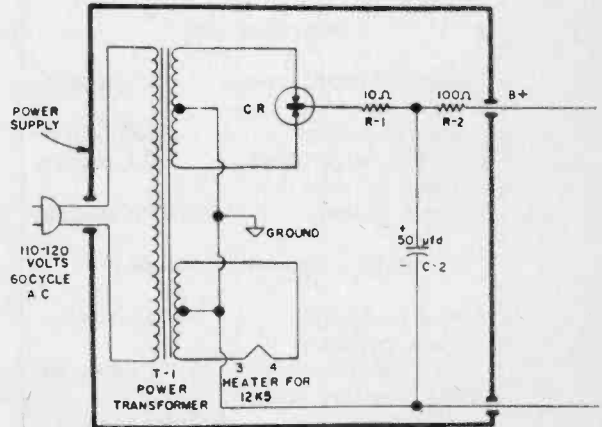 POWER
SUPPLY
110-120
VOLTS
60CYCLE
A C
T-1
POWER
TRANSFORMER
CR
10Ω
R-1
100Ω
R-2
B+
GROUND
+
50 µfd
-
C-2
3 4
HEATER FOR
12K5